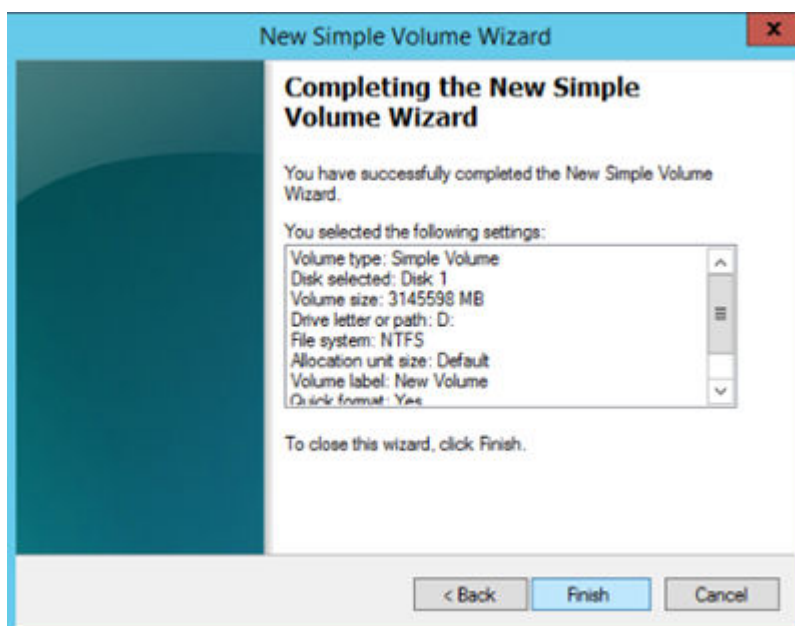 New Simple Volume Wizard
Completing the New Simple
Volume Wizard
You have successfully completed the New Simple Volume
Wizard.
You selected the following settings:
Volume type: Simple Volume
Disk selected: Disk 1
Volume size: 3145598 MB
Drive letter or path: D:
File system: NTFS
Allocation unit size: Default
Volume label: New Volume
Quick format: Yes
To close this wizard, click Finish.
< Back Finish Cancel